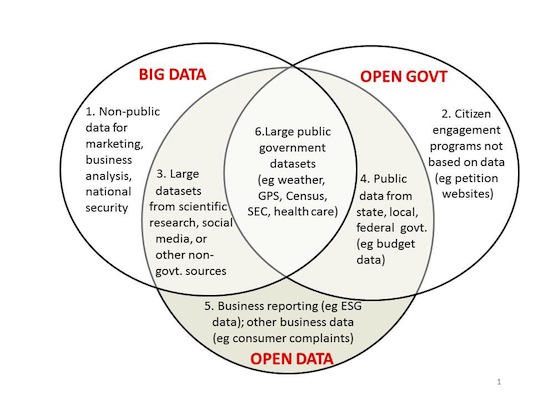 BIG DATA
OPEN GOVT
1. Non-public
data for
marketing,
business
analysis,
national
security
2. Citizen
engagement
programs not
based on data
(eg petition
websites)
6.Large public
government
datasets
(eg weather,
GPS, Census,
SEC, health care)
3. Large
datasets
from scientific
research, social
media, or
other non-
govt. sources
4. Public
data from
state, local,
federal govt.
(eg budget
data)
5. Business reporting (eg ESG
data); other business data
(eg consumer complaints)
OPEN DATA
1